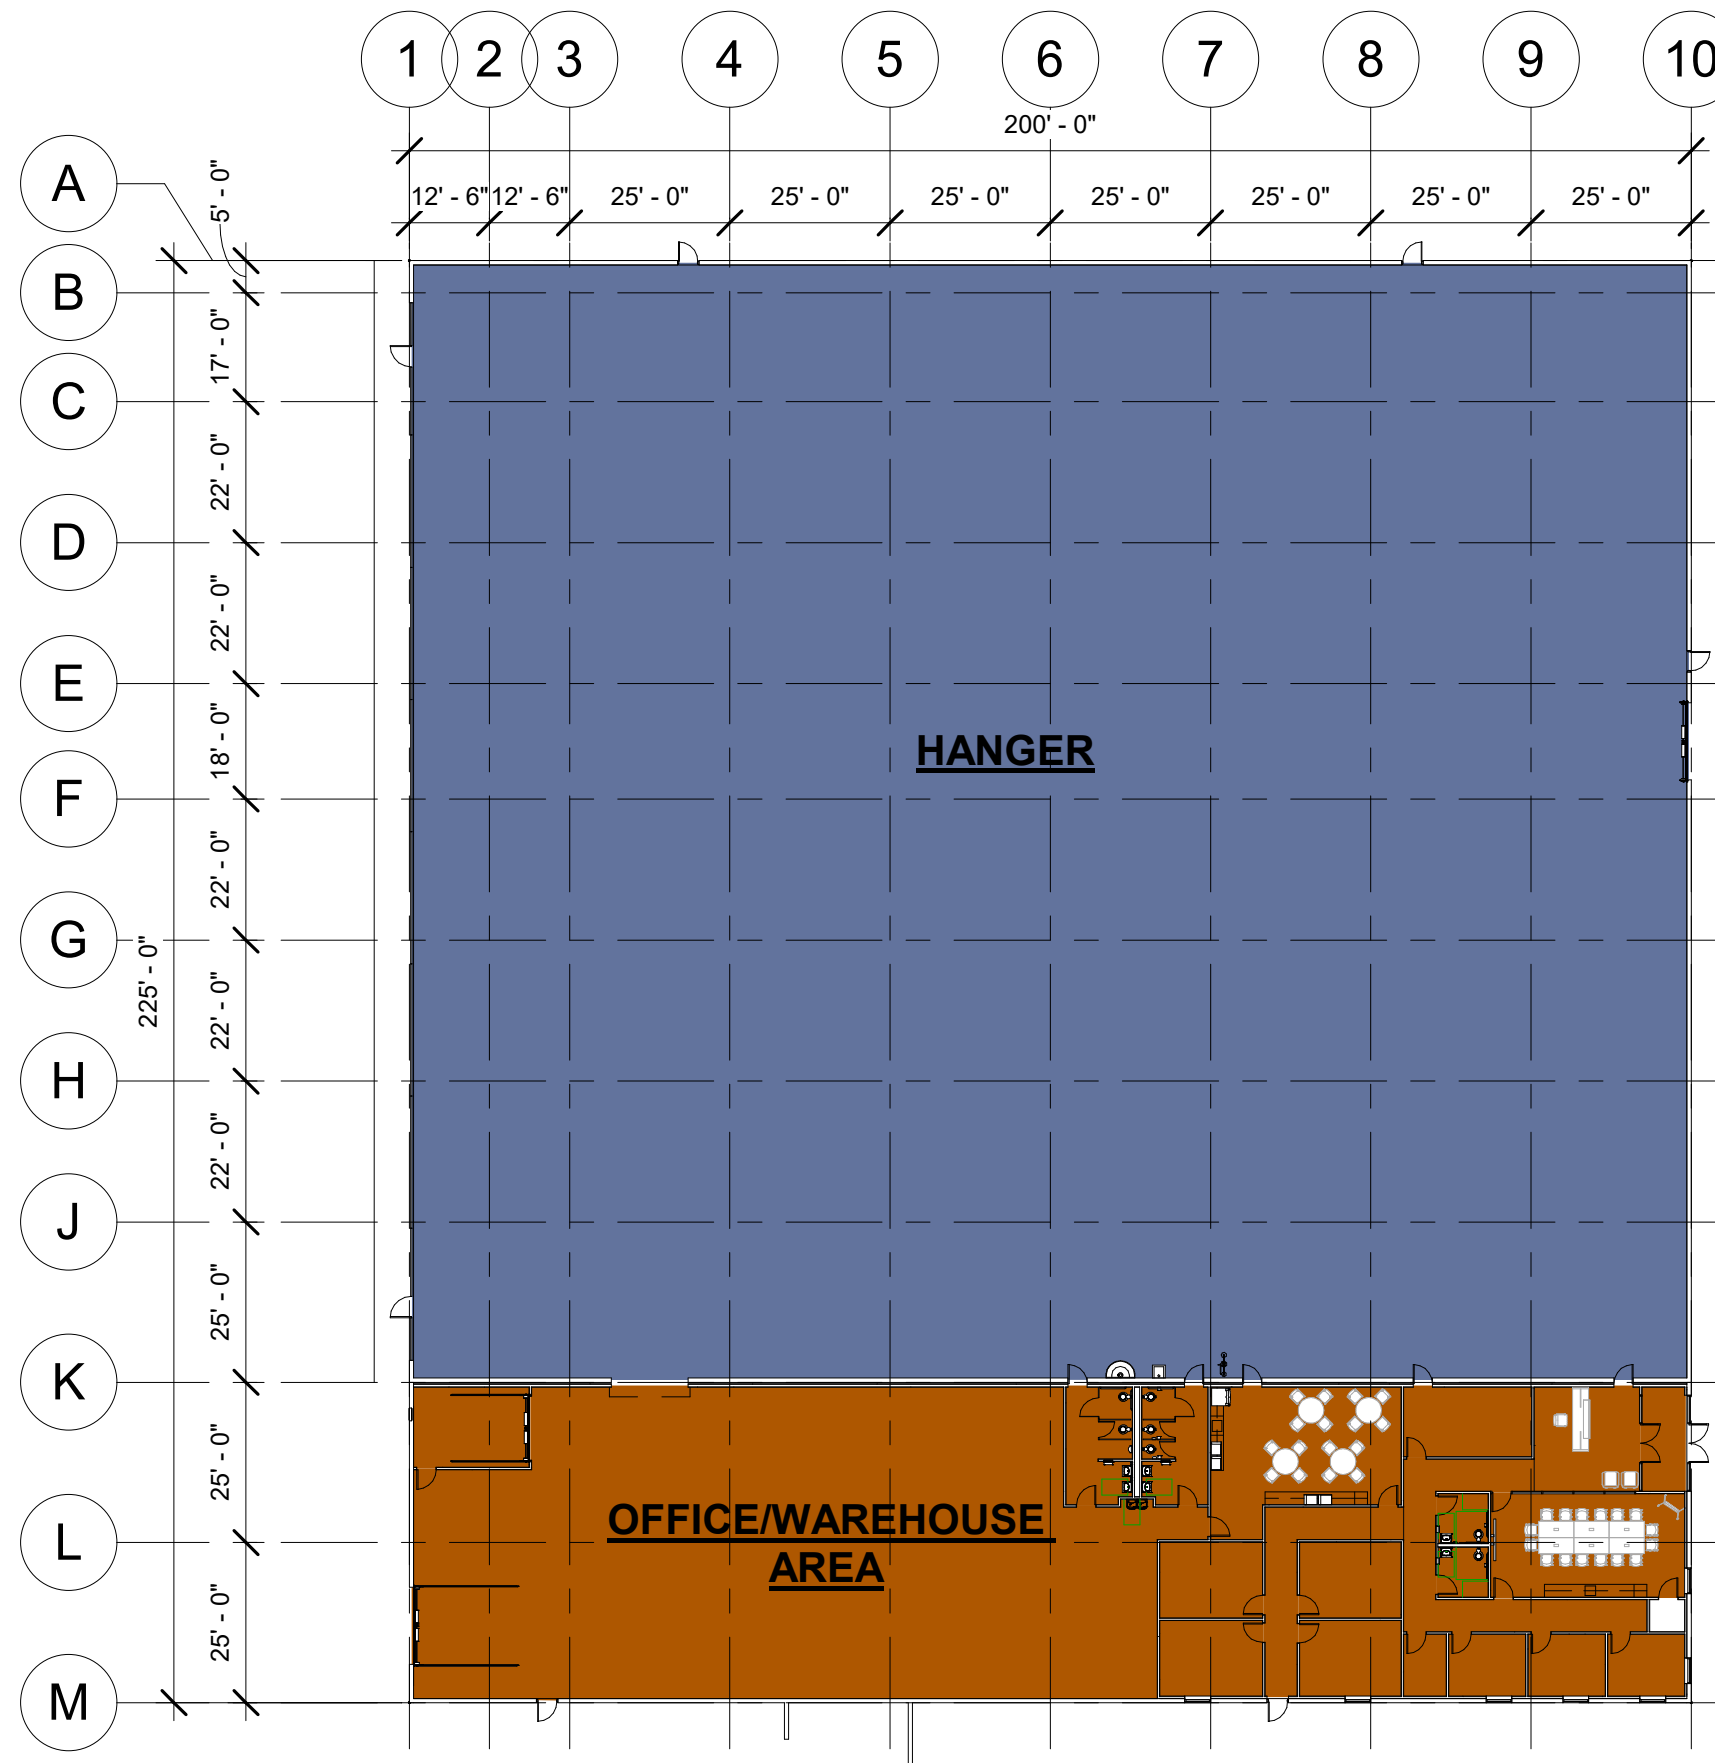 1 2 3 4 5 6 7 8 9 10
200' - 0"
12' - 6" 12' - 6" 25' - 0" 25' - 0" 25' - 0" 25' - 0" 25' - 0" 25' - 0" 25' - 0"
A
5' - 0"
B
17' - 0"
C
22' - 0"
D
22' - 0"
E
18' - 0"
HANGER
F
22' - 0"
G
225' - 0"
22' - 0"
H
22' - 0"
J
25' - 0"
K
25' - 0"
OFFICE/WAREHOUSE
L
AREA
25' - 0"
M